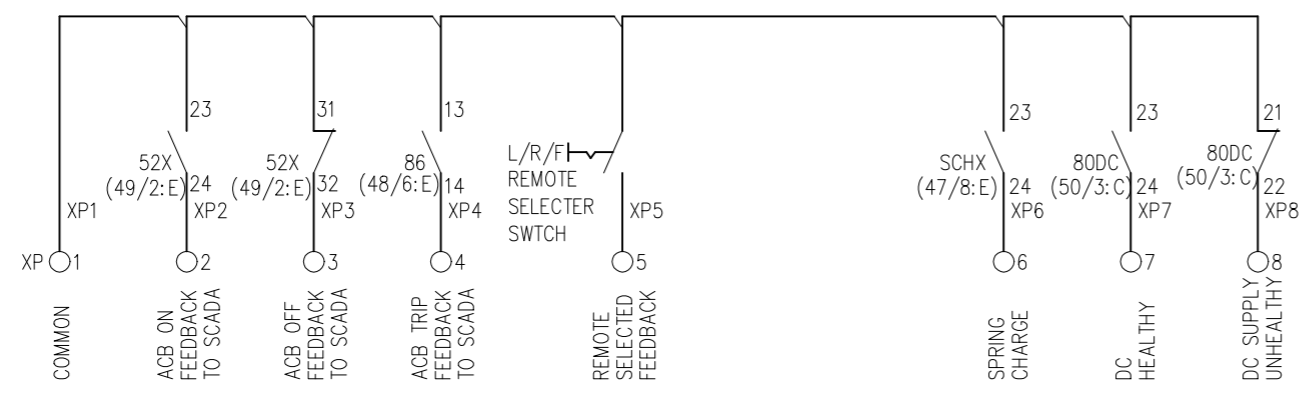 23
31
13
23
23
21
52X
(49/2:E)
24
52X
(49/2:E)
32
86
(48/6:E)
14
L/R/F
REMOTE
SELECTER
SWTCH
SCHX
(47/8:E)
24
80DC
(50/3:C)
24
80DC
(50/3:C)
22
XP1
XP2
XP3
XP4
XP5
XP6
XP7
XP8
XP
1
2
3
4
5
6
7
8
COMMON
ACB ON
FEEDBACK
TO SCADA
ACB OFF
FEEDBACK
TO SCADA
ACB TRIP
FEEDBACK
TO SCADA
REMOTE
SELECTED
FEEDBACK
SPRING
CHARGE
DC
HEALTHY
DC SUPPLY
UNHEALTHY